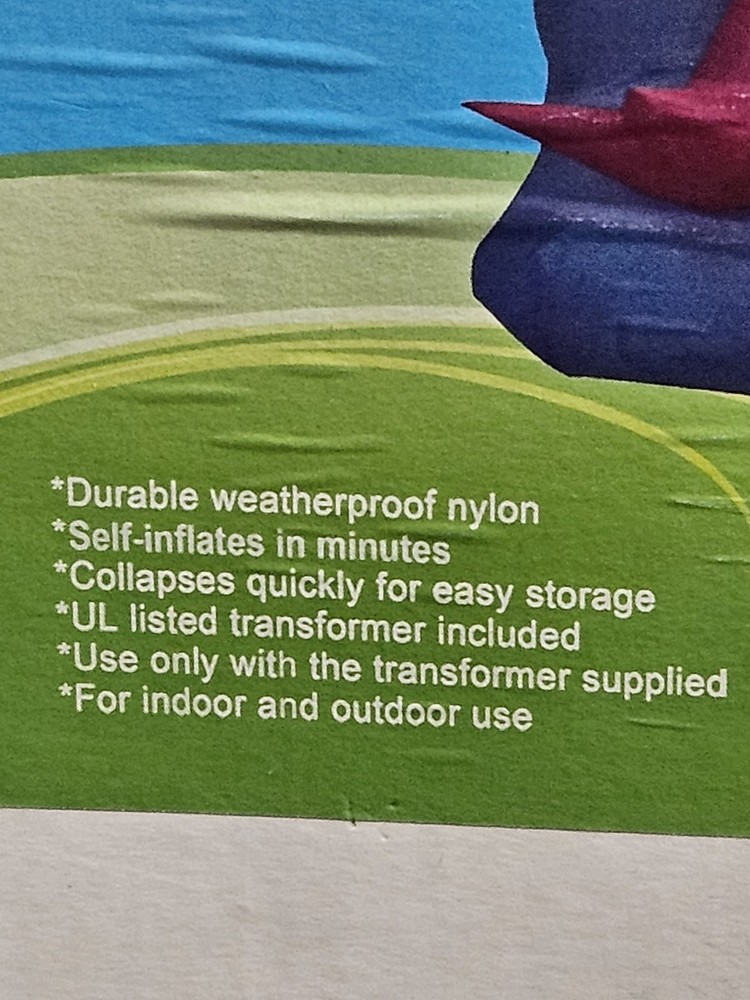 *Durable weatherproof nylon
*Self-inflates in minutes
*Collapses quickly for easy storage
*UL listed transformer included
*Use only with the transformer supplied
*For indoor and outdoor use